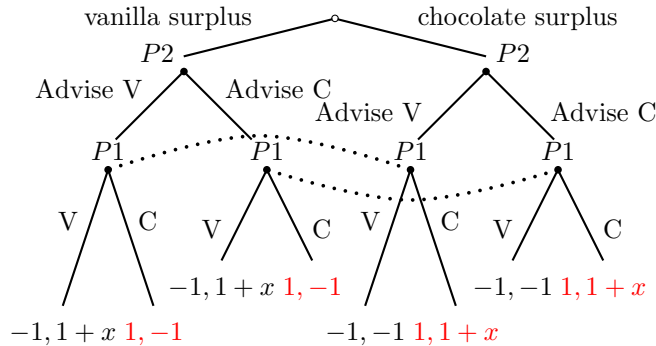 vanilla surplus chocolate surplus
P2 P2
Advise V Advise C Advise V Advise C
P1 P1 P1 P1
V C V C V C V C
−1, 1 + x 1, −1 −1, −1 1, 1 + x
−1, 1 + x 1, −1 −1, −1 1, 1 + x